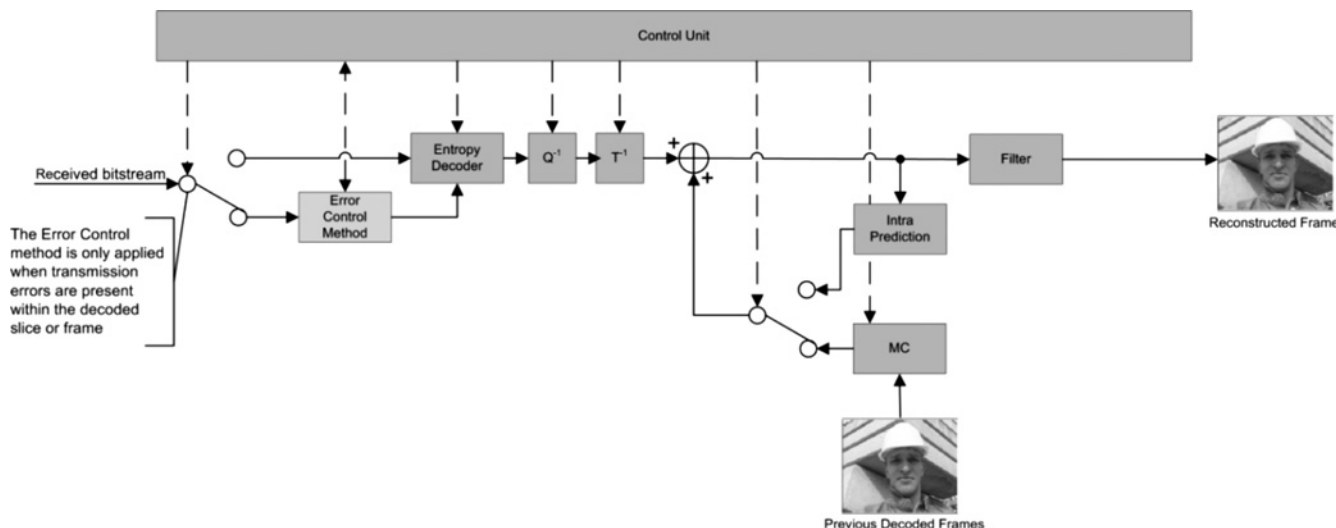 Control Unit
Received bitstream
Entropy
Decoder
Q⁻¹
T⁻¹
+
+
Filter
Error
Control
Method
Intra
Prediction
Reconstructed Frame
The Error Control
method is only applied
when transmission
errors are present
within the decoded
slice or frame
MC
Previous Decoded Frames